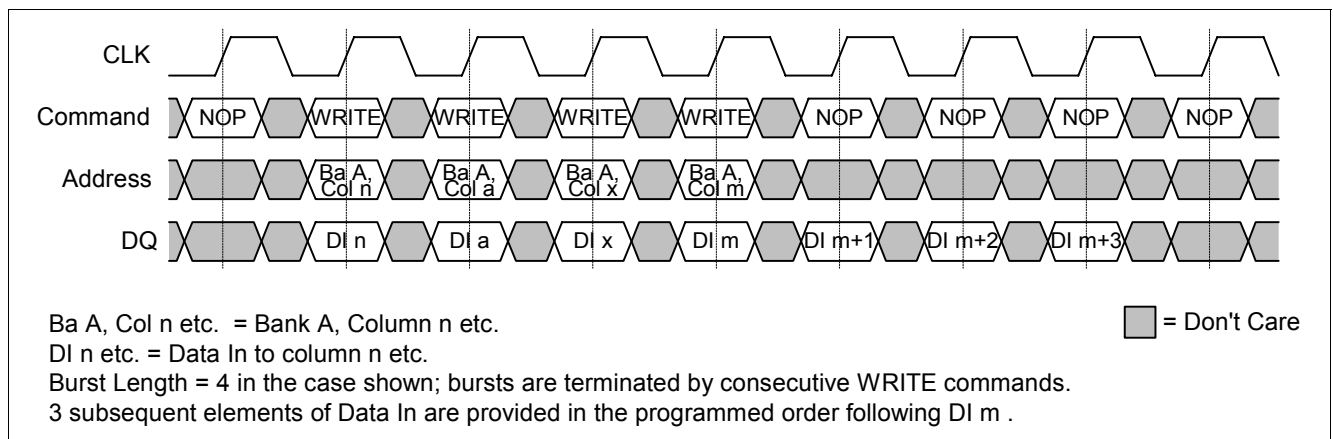 CLK
Command NOP WRITE WRITE WRITE WRITE NOP NOP NOP NOP
Address Ba A, Col n Ba A, Col a Ba A, Col x Ba A, Col m
DQ DI n DI a DI x DI m DI m+1 DI m+2 DI m+3
Ba A, Col n etc. = Bank A, Column n etc.
= Don't Care
DI n etc. = Data In to column n etc.
Burst Length = 4 in the case shown; bursts are terminated by consecutive WRITE commands.
3 subsequent elements of Data In are provided in the programmed order following DI m .